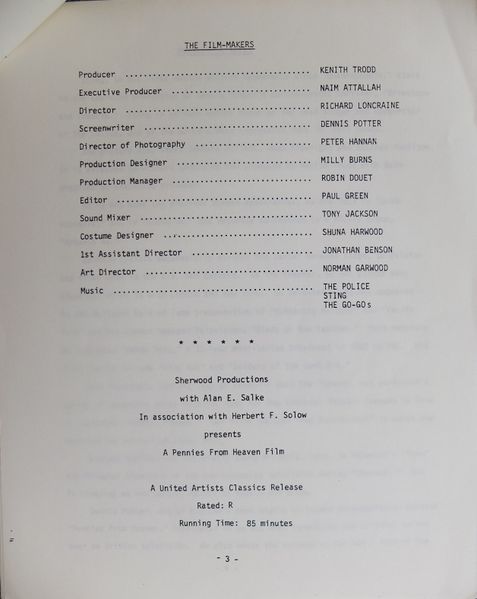 THE FILM-MAKERS
Producer .................................... KENITH TRODD
Executive Producer ........................... NAIM ATTALLAH
Director ..................................... RICHARD LONCRAINE
Screenwriter ................................. DENNIS POTTER
Director of Photography ...................... PETER HANNAN
Production Designer .......................... MILLY BURNS
Production Manager ........................... ROBIN DOUET
Editor ....................................... PAUL GREEN
Sound Mixer .................................. TONY JACKSON
Costume Designer ............................. SHUNA HARWOOD
1st Assistant Director ....................... JONATHAN BENSON
Art Director ................................. NORMAN GARWOOD
Music ........................................ THE POLICE
STING
THE GO-GOs
* * * * * *
Sherwood Productions
with Alan E. Salke
In association with Herbert F. Solow
presents
A Pennies From Heaven Film
A United Artists Classics Release
Rated: R
Running Time: 85 minutes
- 3 -